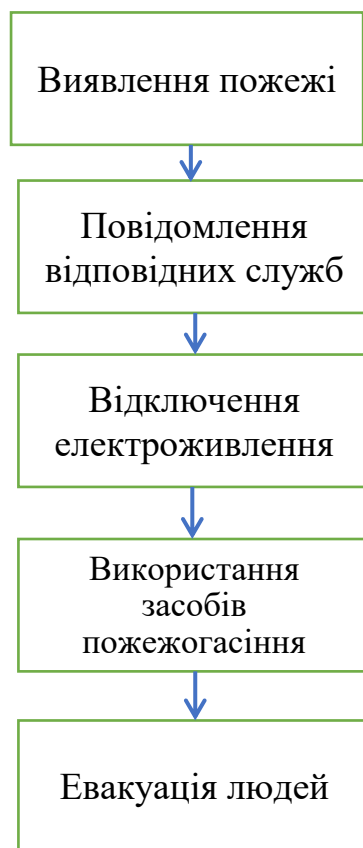 Виявлення пожежі
Повідомлення
відповідних служб
Відключення
електроживлення
Використання
засобів
пожежогасіння
Евакуація людей